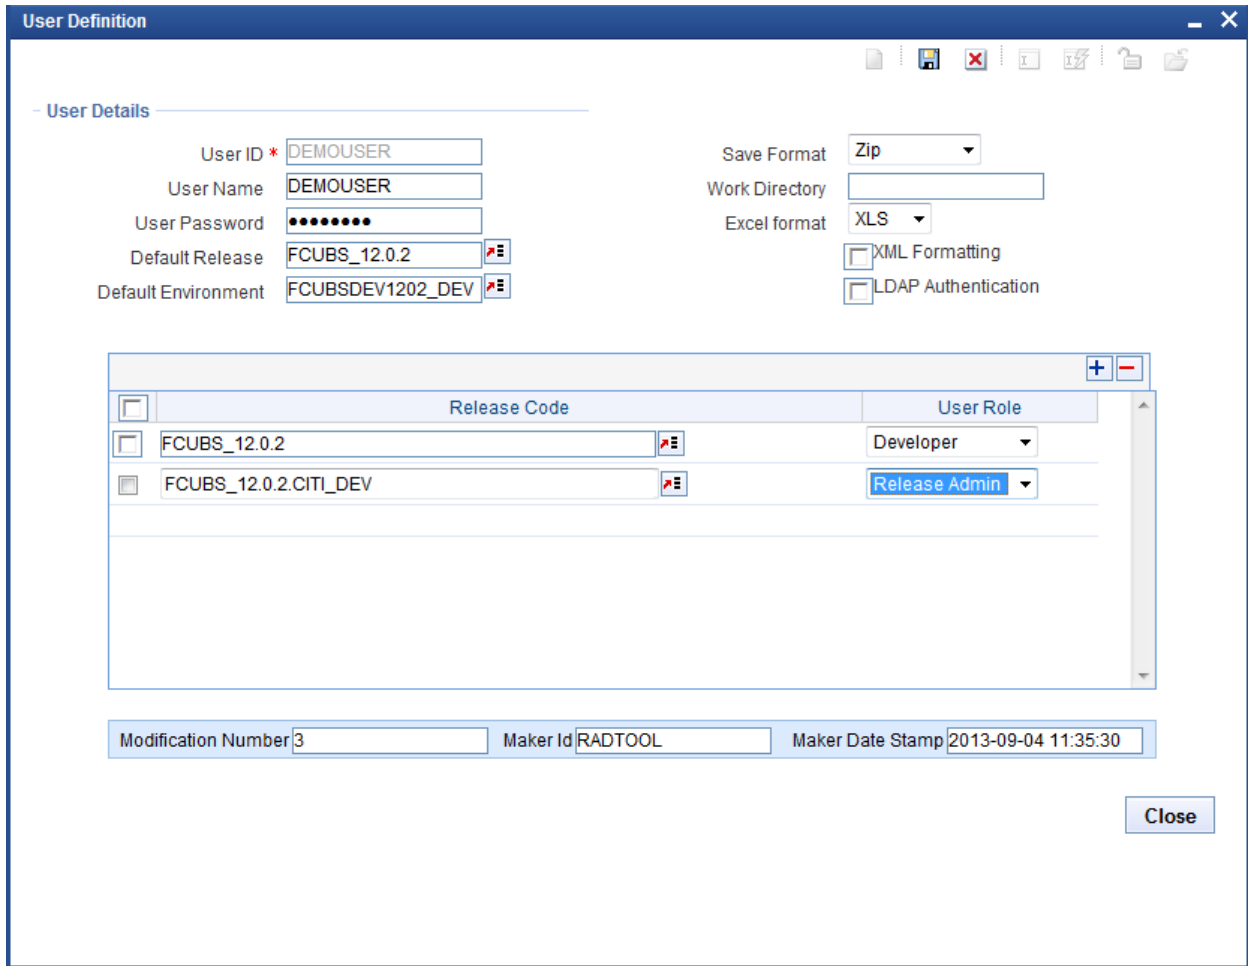 User Definition
User Details
User ID * DEMOUSER
Save Format Zip
User Name DEMOUSER
Work Directory
User Password ••••••••
Excel format XLS
Default Release FCUBS_12.0.2
XML Formatting
Default Environment FCUBSDEV1202_DEV
LDAP Authentication
Release Code User Role
FCUBS_12.0.2 Developer
FCUBS_12.0.2.CITI_DEV Release Admin
Modification Number 3 Maker Id RADTOOL Maker Date Stamp 2013-09-04 11:35:30
Close